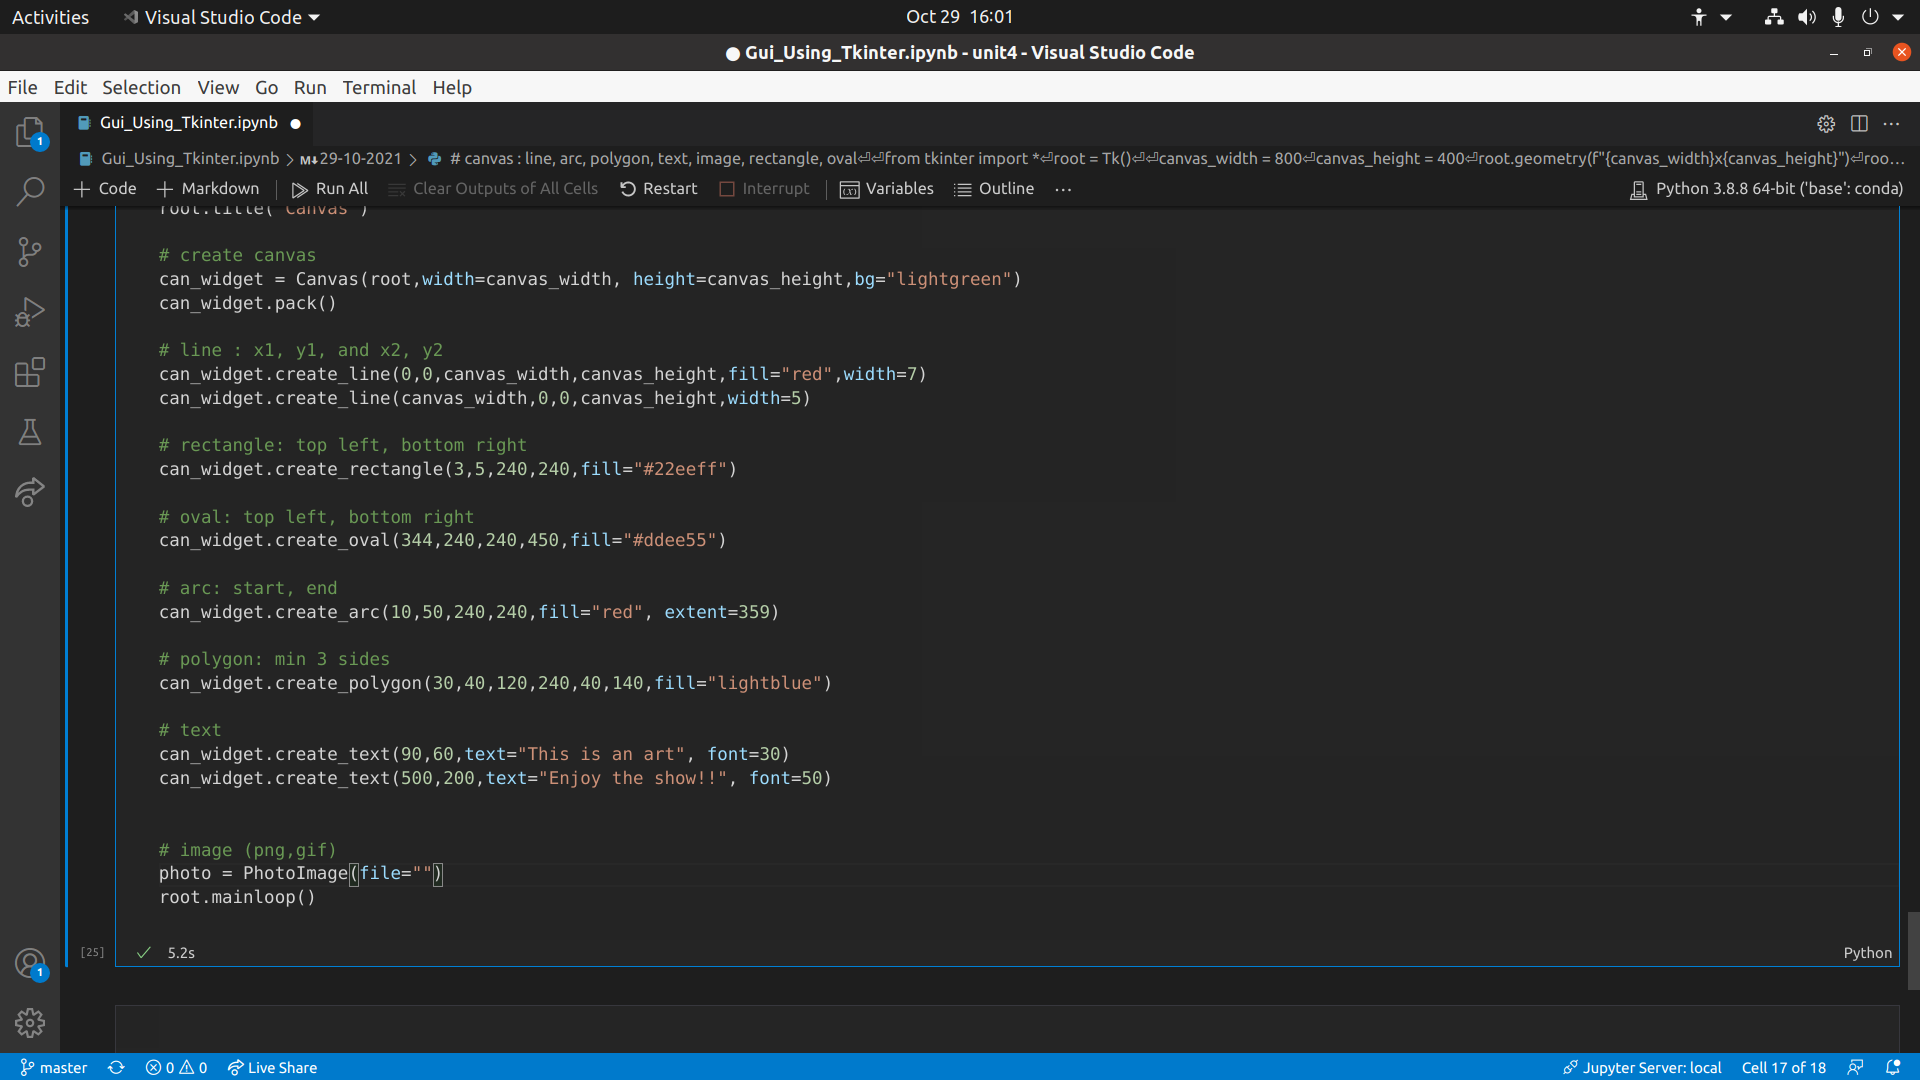 Activities Visual Studio Code Oct 29 16:01
● Gui_Using_Tkinter.ipynb - unit4 - Visual Studio Code
File Edit Selection View Go Run Terminal Help
Gui_Using_Tkinter.ipynb ●
Gui_Using_Tkinter.ipynb > M↓29-10-2021 > # canvas : line, arc, polygon, text, image, rectangle, oval⏎⏎from tkinter import *⏎root = Tk()⏎⏎canvas_width = 800⏎canvas_height = 400⏎root.geometry(f"{canvas_width}x{canvas_height}")⏎roo...
+ Code + Markdown Run All Clear Outputs of All Cells Restart Interrupt Variables Outline ... Python 3.8.8 64-bit ('base': conda)
root.title("Canvas")
# create canvas
can_widget = Canvas(root,width=canvas_width, height=canvas_height,bg="lightgreen")
can_widget.pack()
# line : x1, y1, and x2, y2
can_widget.create_line(0,0,canvas_width,canvas_height,fill="red",width=7)
can_widget.create_line(canvas_width,0,0,canvas_height,width=5)
# rectangle: top left, bottom right
can_widget.create_rectangle(3,5,240,240,fill="#22eeff")
# oval: top left, bottom right
can_widget.create_oval(344,240,240,450,fill="#ddee55")
# arc: start, end
can_widget.create_arc(10,50,240,240,fill="red", extent=359)
# polygon: min 3 sides
can_widget.create_polygon(30,40,120,240,40,140,fill="lightblue")
# text
can_widget.create_text(90,60,text="This is an art", font=30)
can_widget.create_text(500,200,text="Enjoy the show!!", font=50)
# image (png,gif)
photo = PhotoImage(file="")
root.mainloop()
[25] ✓ 5.2s Python
1
1
master 0 0 Live Share Jupyter Server: local Cell 17 of 18